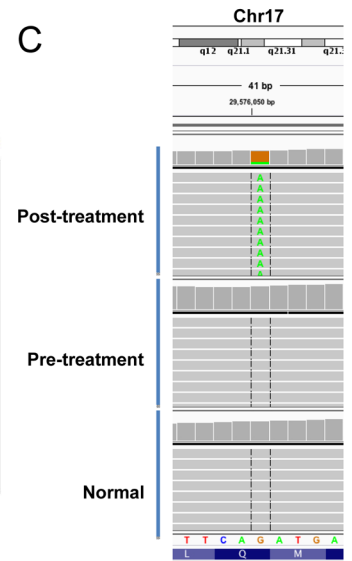 C
Chr17
q12 q21.1 q21.31 q21.3
41 bp
29,576,050 bp
Post-treatment
A
A
A
A
A
A
A
A
A
Pre-treatment
Normal
T T C A G A T G A
L Q M